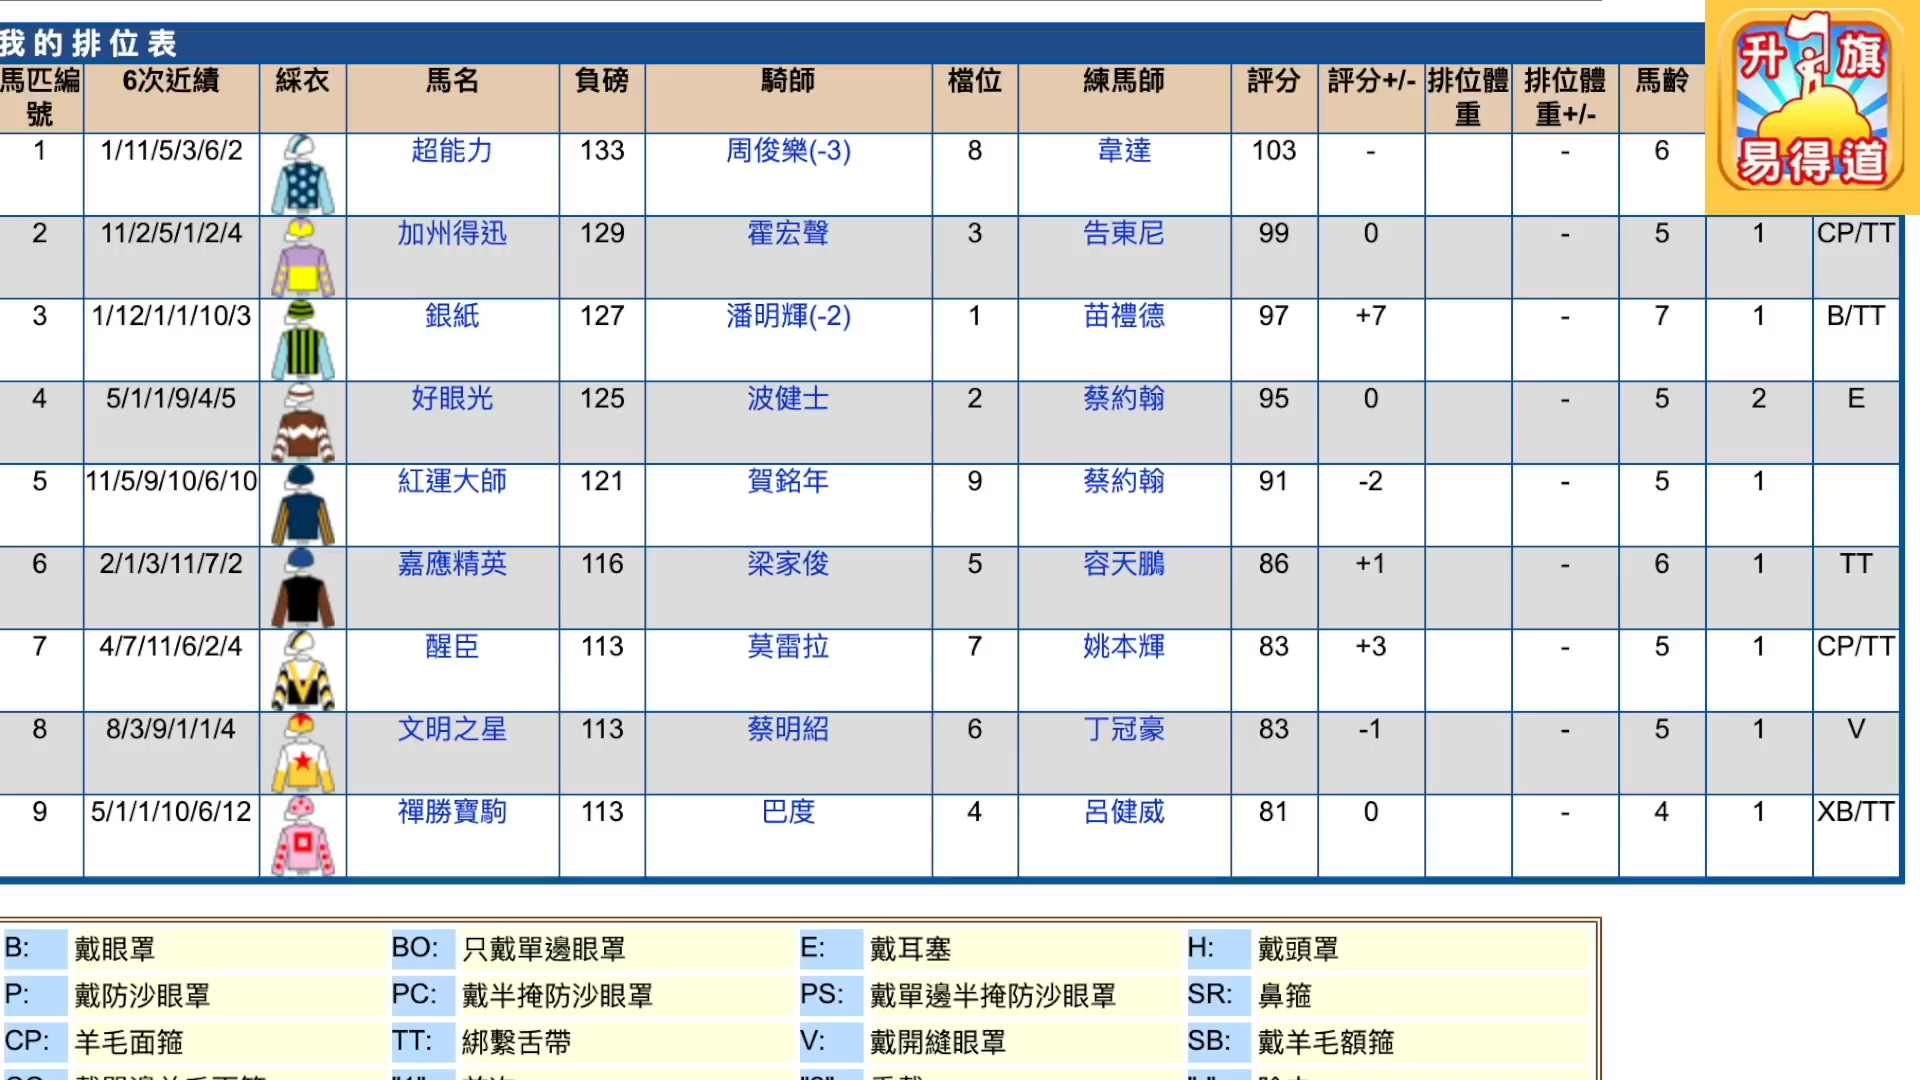 我的排位表
馬匹編號 6次近績 綵衣 馬名 負磅 騎師 檔位 練馬師 評分 評分+/- 排位體重 排位體重+/- 馬齡
升旗
易得道
1 1/11/5/3/6/2 超能力 133 周俊樂(-3) 8 韋達 103 - - 6
2 11/2/5/1/2/4 加州得迅 129 霍宏聲 3 告東尼 99 0 - 5 1 CP/TT
3 1/12/1/1/10/3 銀紙 127 潘明輝(-2) 1 苗禮德 97 +7 - 7 1 B/TT
4 5/1/1/9/4/5 好眼光 125 波健士 2 蔡約翰 95 0 - 5 2 E
5 11/5/9/10/6/10 紅運大師 121 賀銘年 9 蔡約翰 91 -2 - 5 1
6 2/1/3/11/7/2 嘉應精英 116 梁家俊 5 容天鵬 86 +1 - 6 1 TT
7 4/7/11/6/2/4 醒臣 113 莫雷拉 7 姚本輝 83 +3 - 5 1 CP/TT
8 8/3/9/1/1/4 文明之星 113 蔡明紹 6 丁冠豪 83 -1 - 5 1 V
9 5/1/1/10/6/12 禪勝寶駒 113 巴度 4 呂健威 81 0 - 4 1 XB/TT
B: 戴眼罩 BO: 只戴單邊眼罩 E: 戴耳塞 H: 戴頭罩
P: 戴防沙眼罩 PC: 戴半掩防沙眼罩 PS: 戴單邊半掩防沙眼罩 SR: 鼻箍
CP: 羊毛面箍 TT: 綁繫舌帶 V: 戴開縫眼罩 SB: 戴羊毛額箍